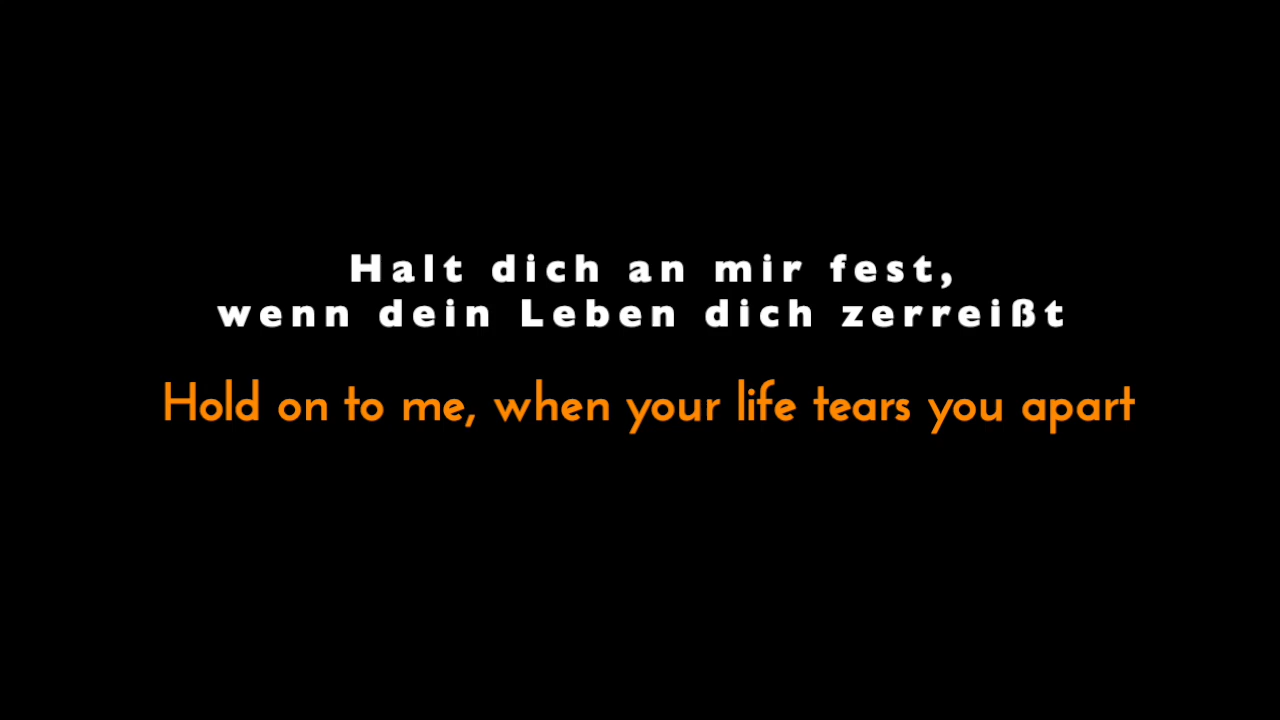 Halt dich an mir fest,
wenn dein Leben dich zerreißt
Hold on to me, when your life tears you apart